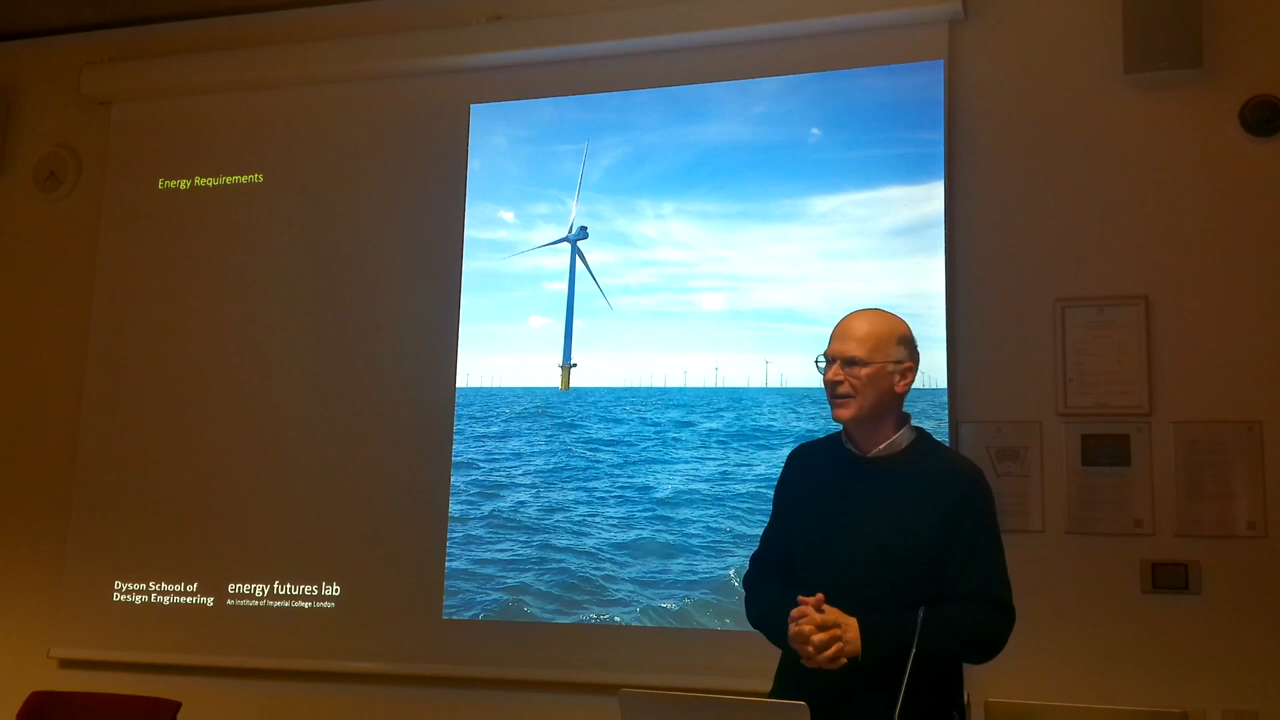 Energy Requirements
Dyson School of
Design Engineering
energy futures lab
An Institute of Imperial College London